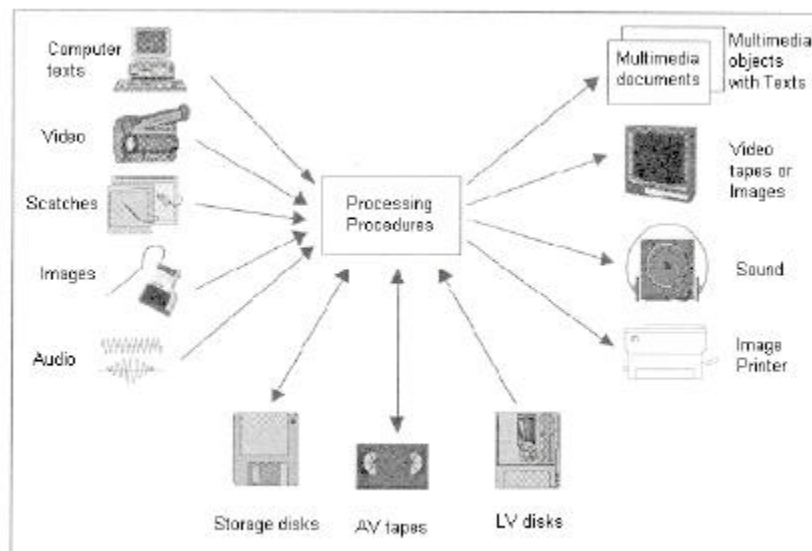 Computer
texts
Video
Scatches
Images
Audio
Processing
Procedures
Multimedia
documents
Multimedia
objects
with Texts
Video
tapes or
Images
Sound
Image
Printer
Storage disks
AV tapes
LV disks